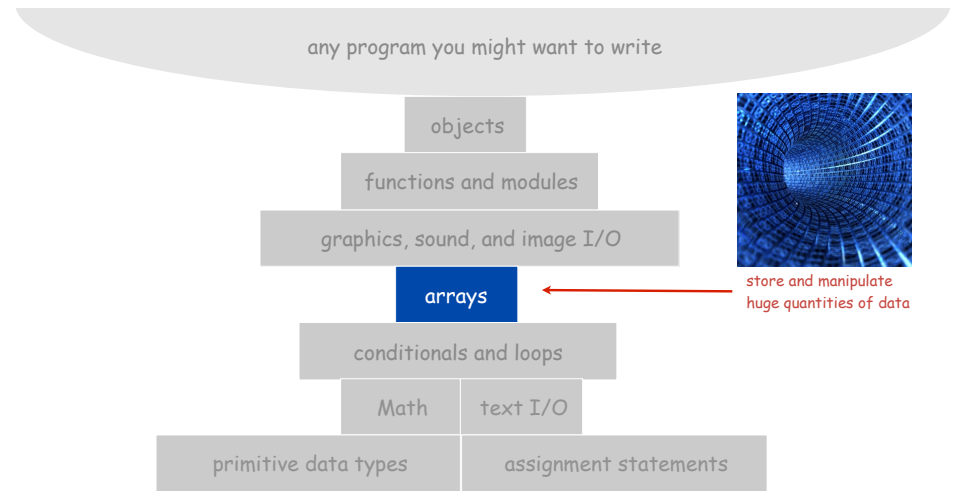 any program you might want to write
objects
functions and modules
graphics, sound, and image I/O
arrays
store and manipulate
huge quantities of data
conditionals and loops
Math
text I/O
primitive data types
assignment statements